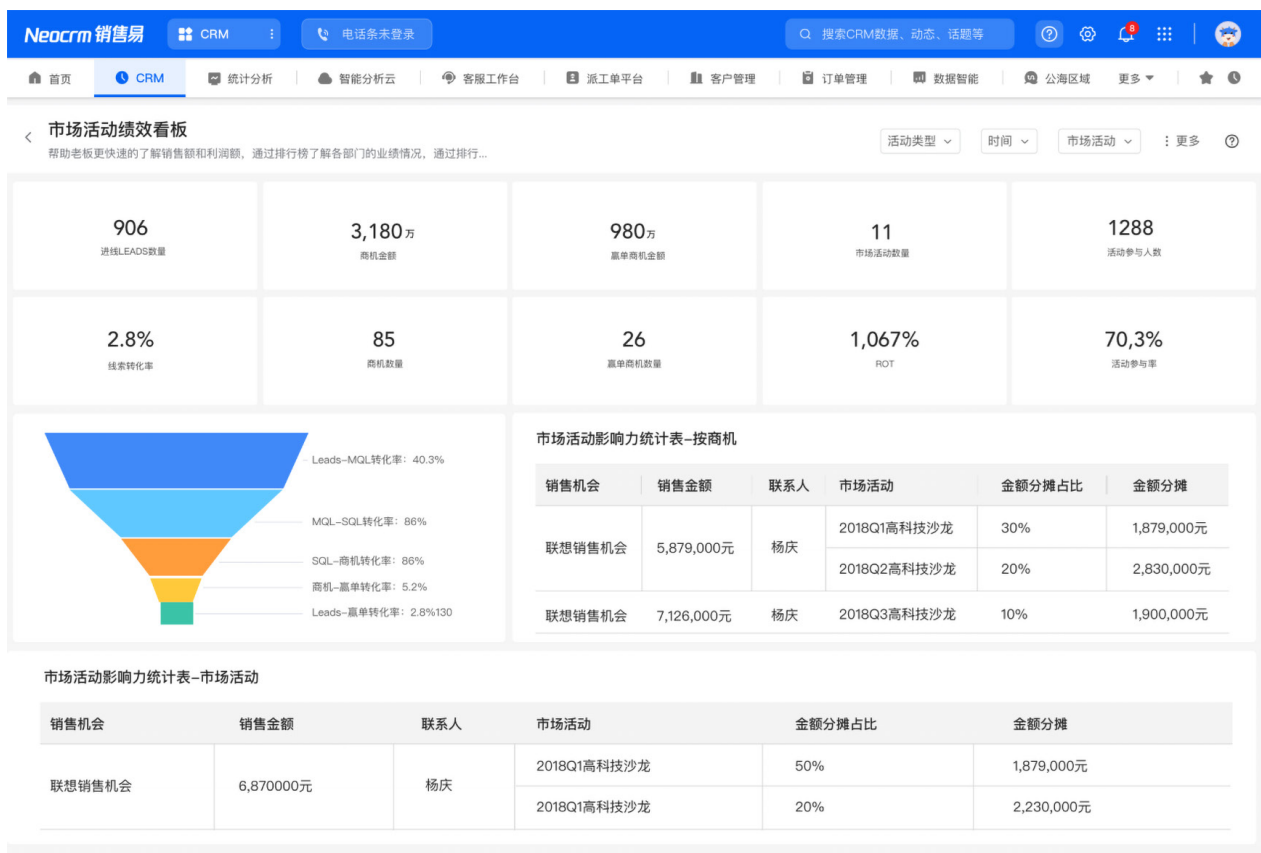 Neocrm 销售易 CRM 电话条未登录 搜索CRM数据、动态、话题等 8
首页 CRM 统计分析 智能分析云 客服工作台 派工单平台 客户管理 订单管理 数据智能 公海区域 更多
市场活动绩效看板
帮助老板更快速的了解销售额和利润额，通过排行榜了解各部门的业绩情况，通过排行...
活动类型 时间 市场活动 更多
906 3,180万 980万 11 1288
进线LEADS数量 商机金额 赢单商机金额 市场活动数量 活动参与人数
2.8% 85 26 1,067% 70,3%
线索转化率 商机数量 赢单商机数量 ROT 活动参与率
Leads-MQL转化率：40.3%
MQL-SQL转化率：86%
SQL-商机转化率：86%
商机-赢单转化率：5.2%
Leads-赢单转化率：2.8%130
市场活动影响力统计表-按商机
销售机会 销售金额 联系人 市场活动 金额分摊占比 金额分摊
联想销售机会 5,879,000元 杨庆 2018Q1高科技沙龙 30% 1,879,000元
2018Q2高科技沙龙 20% 2,830,000元
联想销售机会 7,126,000元 杨庆 2018Q3高科技沙龙 10% 1,900,000元
市场活动影响力统计表-市场活动
销售机会 销售金额 联系人 市场活动 金额分摊占比 金额分摊
联想销售机会 6,870000元 杨庆 2018Q1高科技沙龙 50% 1,879,000元
2018Q1高科技沙龙 20% 2,230,000元